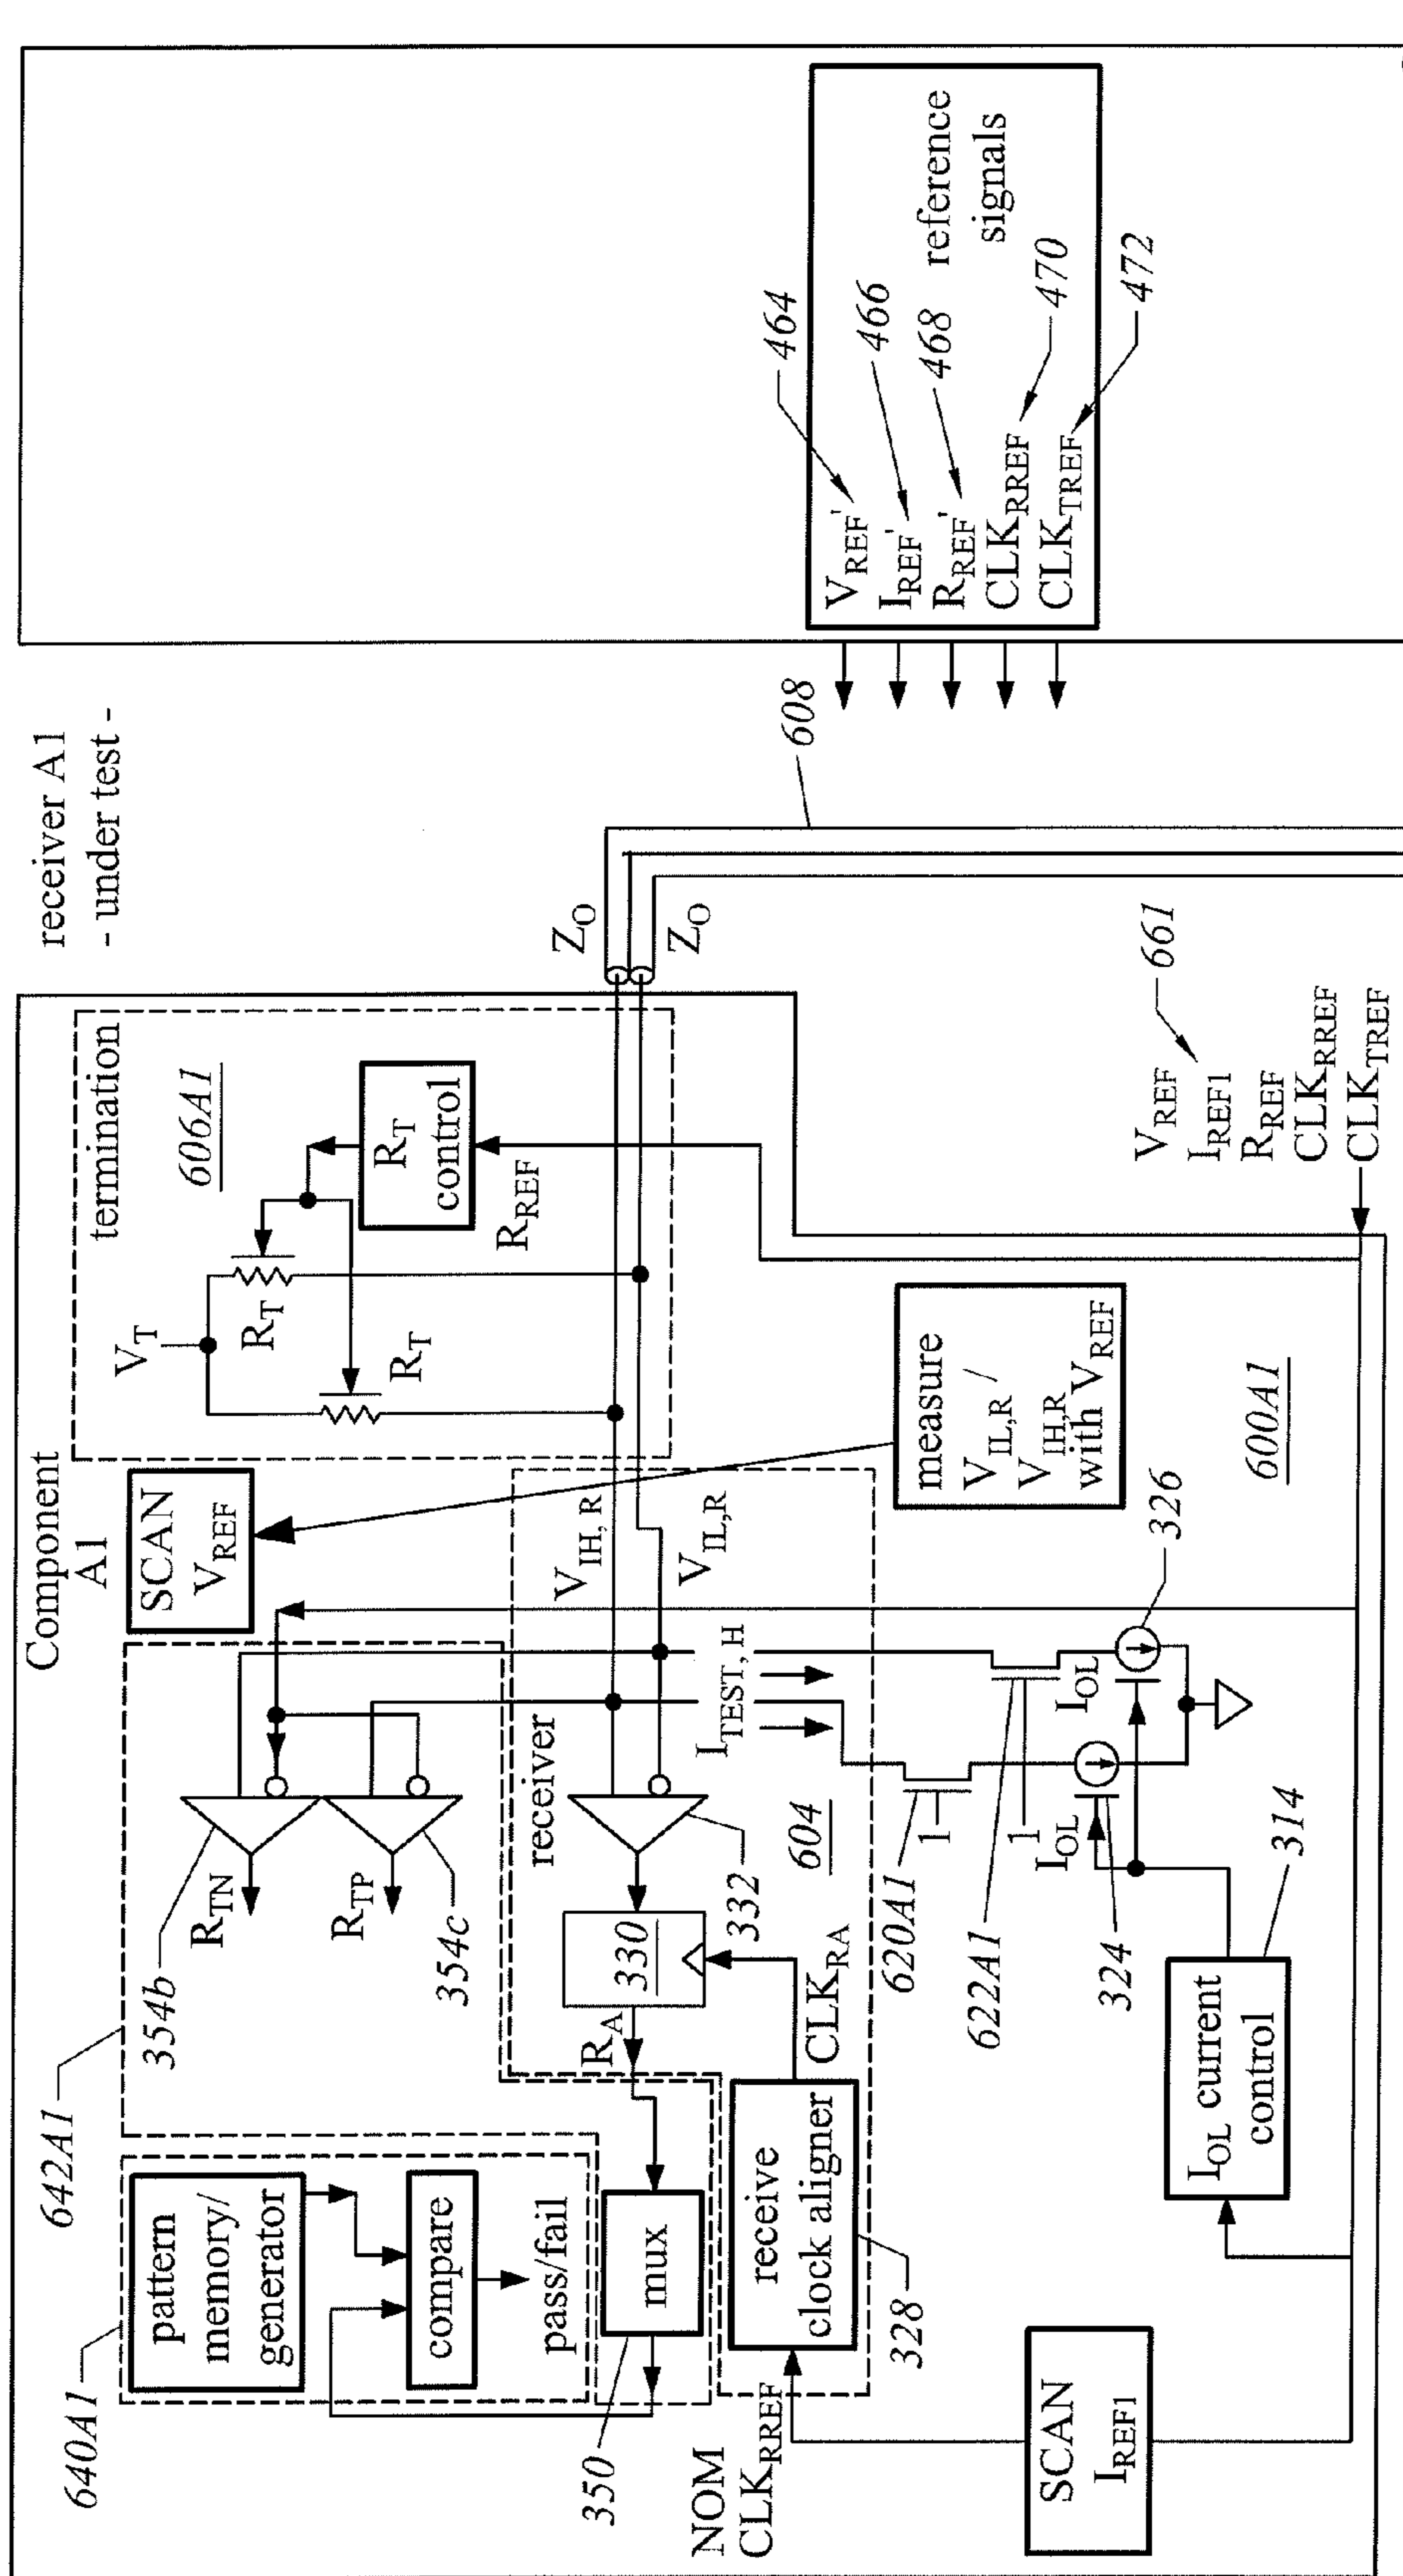 receiver A1
- under test -
Component
A1
640A1
642A1
pattern
memory/
generator
compare
pass/fail
350
mux
NOM
CLK_RREF
receive
clock aligner
328
SCAN
I_REF1
I_OL current
control
314
354b
354c
R_TN
R_TP
receiver
R_A
330
332
604
CLK_RA
620A1
622A1
324
326
1
1
I_OL
I_OL
I_TEST, H
V_IH, R
V_IL,R
SCAN
V_REF
measure
V_IL,R /
V_IH,R
with V_REF
600A1
termination
606A1
V_T
R_T
R_T
R_T
control
R_REF
Z_O
Z_O
608
V_REF
I_REF1
R_REF
CLK_RREF
CLK_TREF
661
V_REF'
I_REF'
R_REF'
CLK_RREF
CLK_TREF
464
466
468
470
472
reference
signals